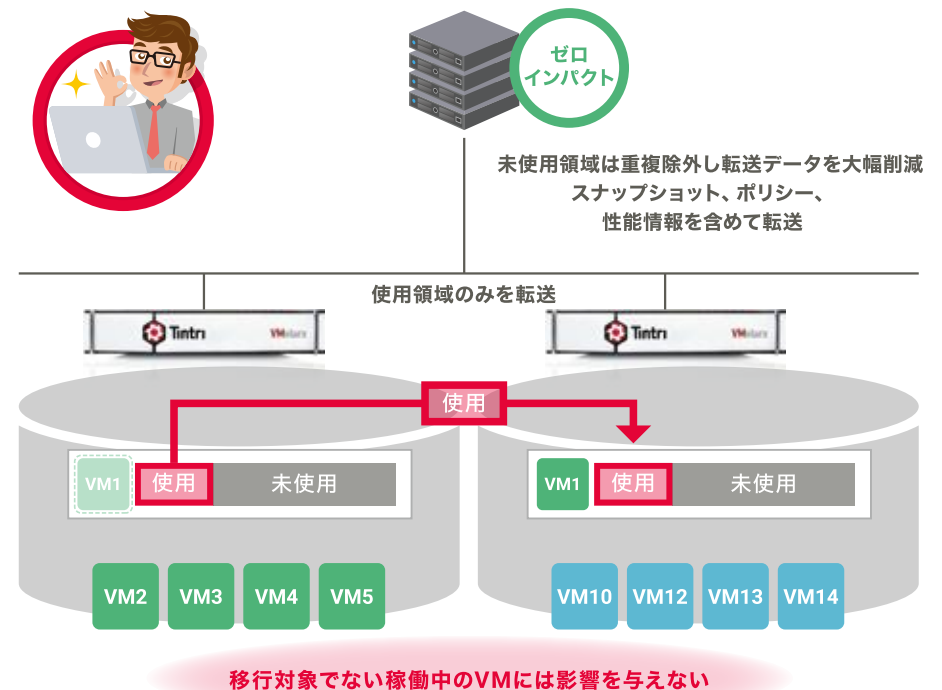 ゼロ
インパクト
未使用領域は重複除外し転送データを大幅削減
スナップショット、ポリシー、
性能情報を含めて転送
使用領域のみを転送
Tintri VMstore
Tintri VMstore
使用
VM1 使用 未使用
VM1 使用 未使用
VM2 VM3 VM4 VM5
VM10 VM12 VM13 VM14
移行対象でない稼働中のVMには影響を与えない